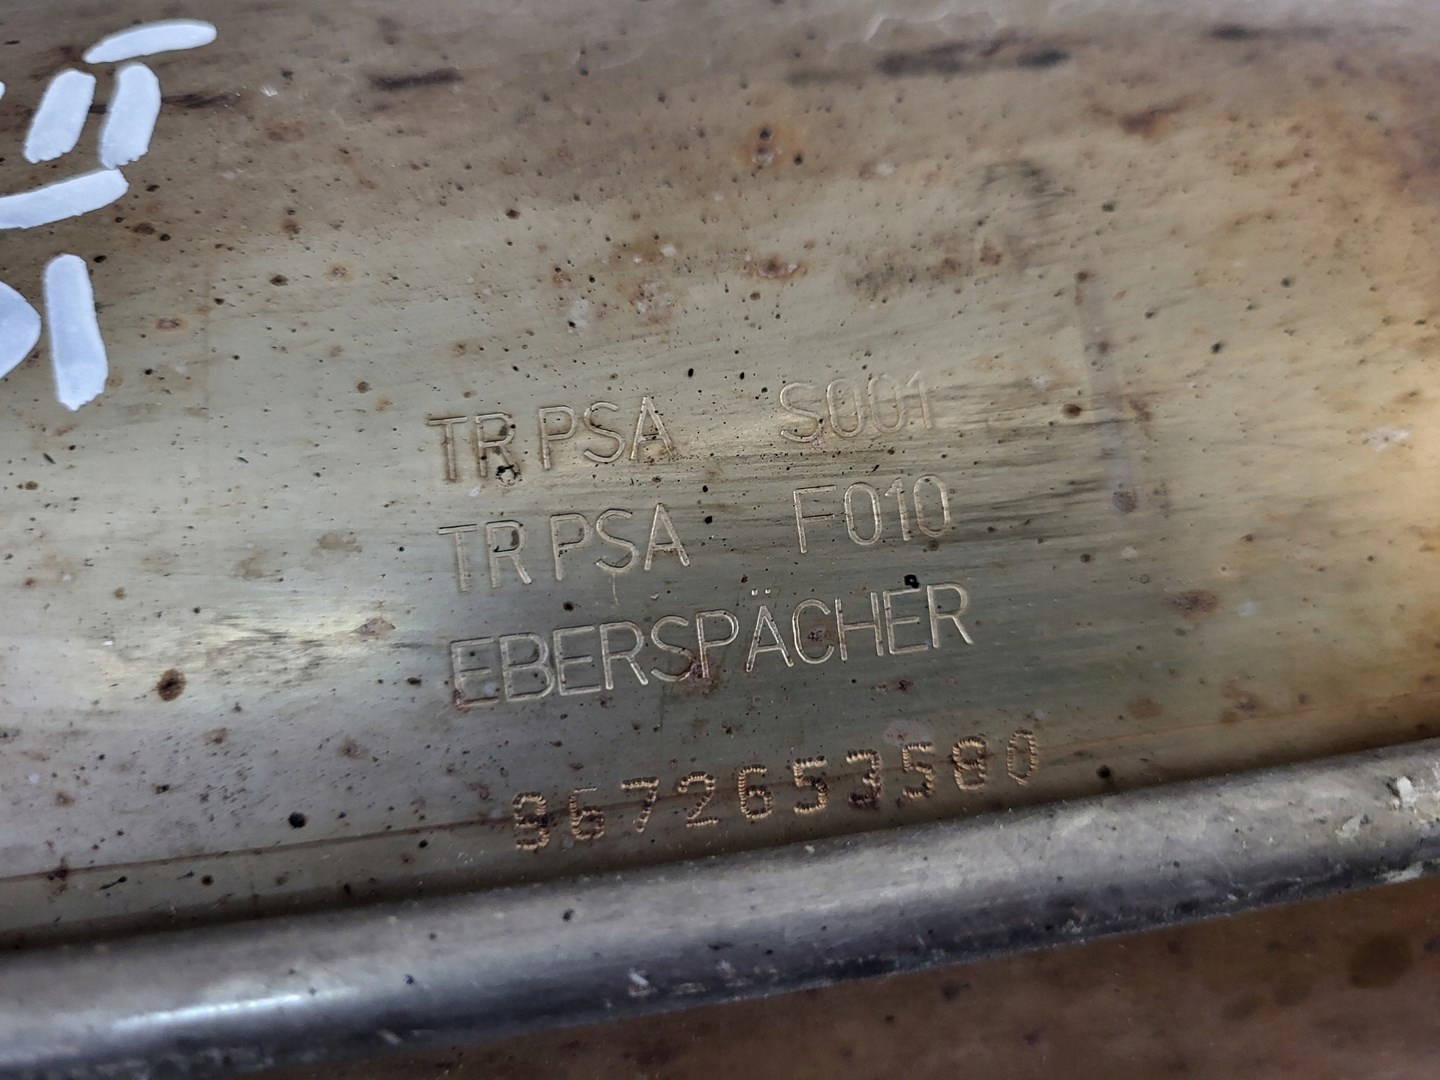 TR PSA S001
TR PSA F010
EBERSPÄCHER
9672653580